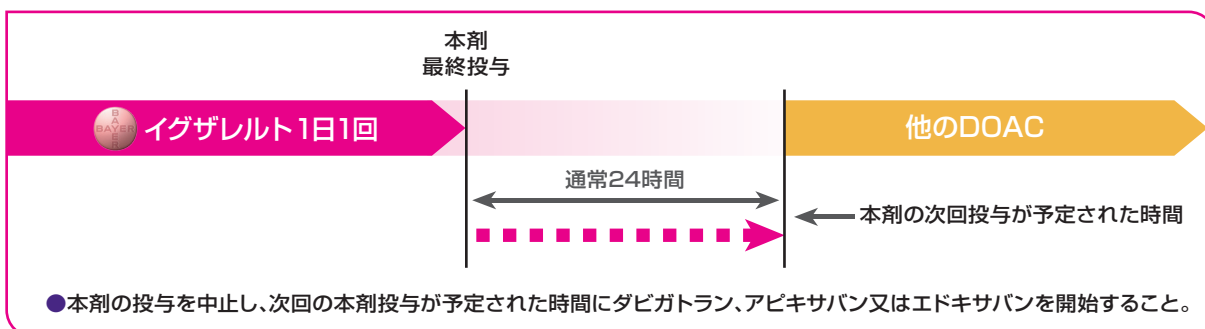 本剤
最終投与
BAYER
BAYER
イグザレルト1日1回
他のDOAC
通常24時間
本剤の次回投与が予定された時間
●本剤の投与を中止し、次回の本剤投与が予定された時間にダビガトラン、アピキサバン又はエドキサバンを開始すること。